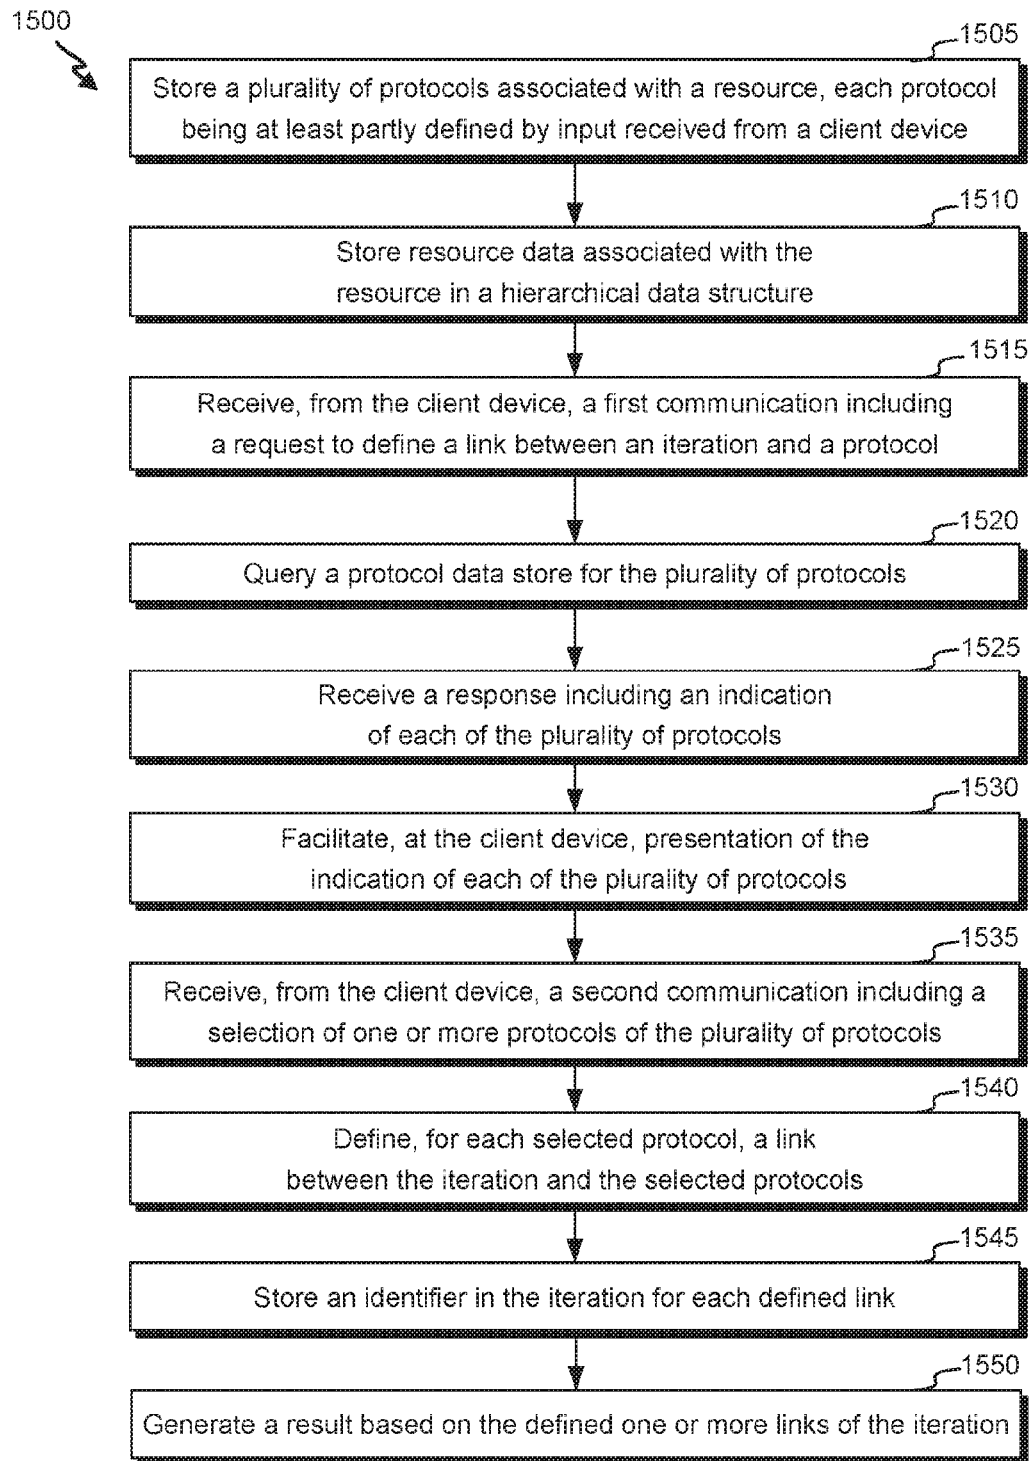 1500
1505
Store a plurality of protocols associated with a resource, each protocol
being at least partly defined by input received from a client device
1510
Store resource data associated with the
resource in a hierarchical data structure
1515
Receive, from the client device, a first communication including
a request to define a link between an iteration and a protocol
1520
Query a protocol data store for the plurality of protocols
1525
Receive a response including an indication
of each of the plurality of protocols
1530
Facilitate, at the client device, presentation of the
indication of each of the plurality of protocols
1535
Receive, from the client device, a second communication including a
selection of one or more protocols of the plurality of protocols
1540
Define, for each selected protocol, a link
between the iteration and the selected protocols
1545
Store an identifier in the iteration for each defined link
1550
Generate a result based on the defined one or more links of the iteration